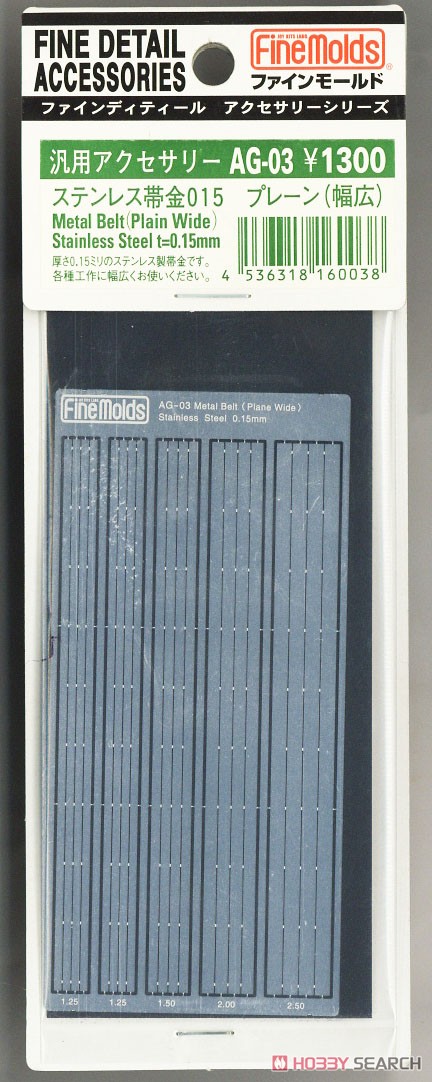 FINE DETAIL
ACCESSORIES
MY KITS LABS
FineMolds®
ファインモールド
ファインディティール アクセサリーシリーズ
汎用アクセサリー AG-03 ¥1300
ステンレス帯金015 プレーン(幅広)
Metal Belt(Plain Wide)
Stainless Steel t=0.15mm
厚さ0.15ミリのステンレス製帯金です。
各種工作に幅広くお使いください。
4 536318 160038
FineMolds
AG-03 Metal Belt (Plane Wide)
Stainless Steel 0.15mm
1.25 1.25 1.50 2.00 2.50
HOBBY SEARCH